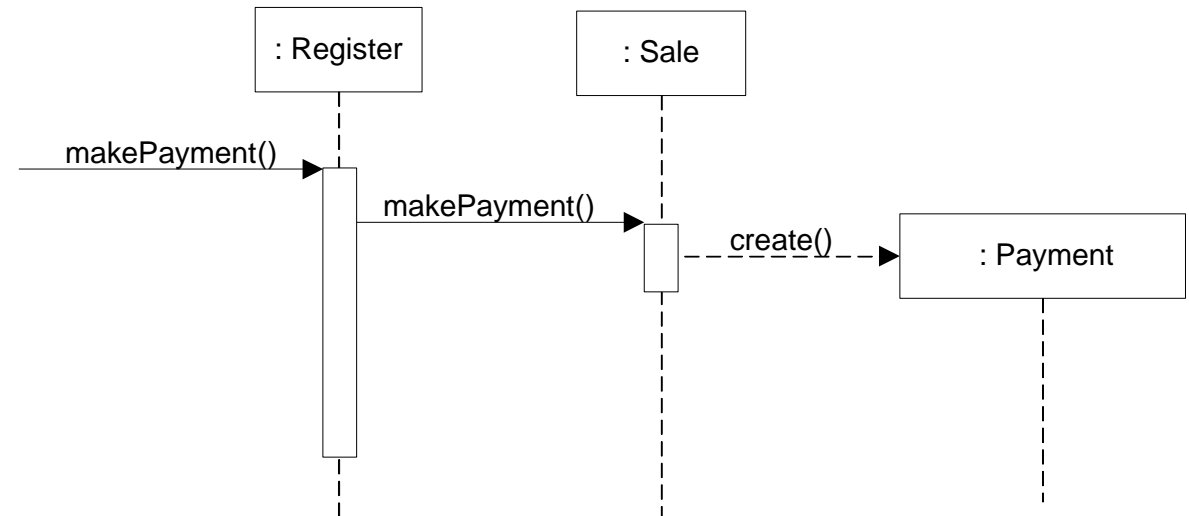 : Register
: Sale
makePayment()
makePayment()
create()
: Payment